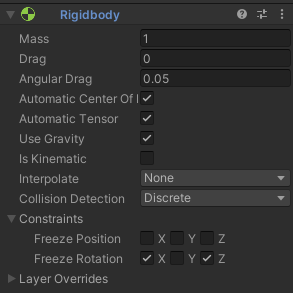 Rigidbody
Mass 1
Drag 0
Angular Drag 0.05
Automatic Center Of
Automatic Tensor
Use Gravity
Is Kinematic
Interpolate None
Collision Detection Discrete
Constraints
Freeze Position X Y Z
Freeze Rotation X Y Z
Layer Overrides